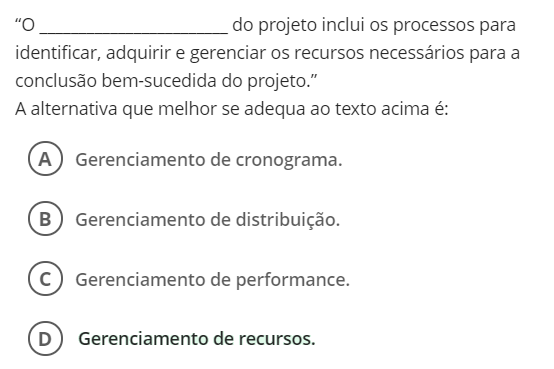 “O ________________________ do projeto inclui os processos para
identificar, adquirir e gerenciar os recursos necessários para a
conclusão bem-sucedida do projeto.”
A alternativa que melhor se adequa ao texto acima é:
A Gerenciamento de cronograma.
B Gerenciamento de distribuição.
C Gerenciamento de performance.
D Gerenciamento de recursos.